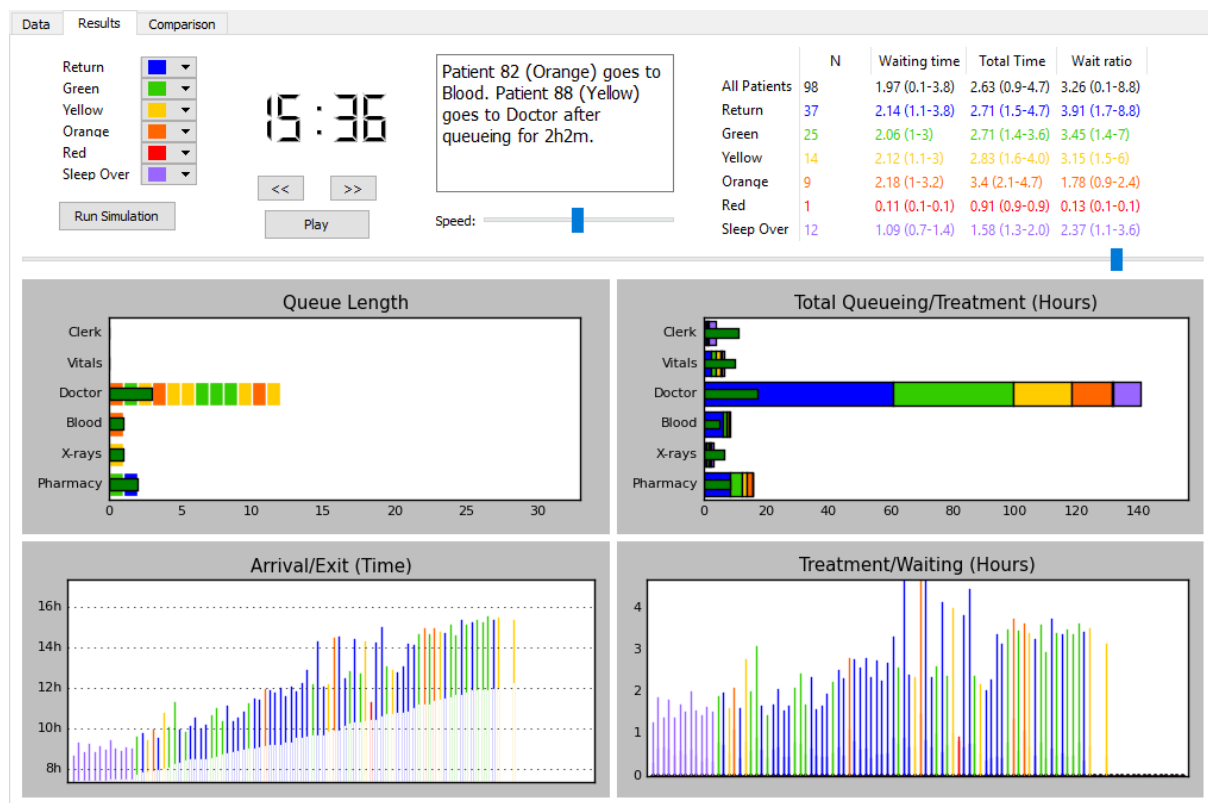 Data Results Comparison
Return
Green
Yellow
Orange
Red
Sleep Over
Run Simulation
15:36
<< >>
Play
Patient 82 (Orange) goes to
Blood. Patient 88 (Yellow)
goes to Doctor after
queueing for 2h2m.
Speed:
N Waiting time Total Time Wait ratio
All Patients 98 1.97 (0.1-3.8) 2.63 (0.9-4.7) 3.26 (0.1-8.8)
Return 37 2.14 (1.1-3.8) 2.71 (1.5-4.7) 3.91 (1.7-8.8)
Green 25 2.06 (1-3) 2.71 (1.4-3.6) 3.45 (1.4-7)
Yellow 14 2.12 (1.1-3) 2.83 (1.6-4.0) 3.15 (1.5-6)
Orange 9 2.18 (1-3.2) 3.4 (2.1-4.7) 1.78 (0.9-2.4)
Red 1 0.11 (0.1-0.1) 0.91 (0.9-0.9) 0.13 (0.1-0.1)
Sleep Over 12 1.09 (0.7-1.4) 1.58 (1.3-2.0) 2.37 (1.1-3.6)
Queue Length
Clerk
Vitals
Doctor
Blood
X-rays
Pharmacy
0 5 10 15 20 25 30
Total Queueing/Treatment (Hours)
Clerk
Vitals
Doctor
Blood
X-rays
Pharmacy
0 20 40 60 80 100 120 140
Arrival/Exit (Time)
16h
14h
12h
10h
8h
Treatment/Waiting (Hours)
4
3
2
1
0